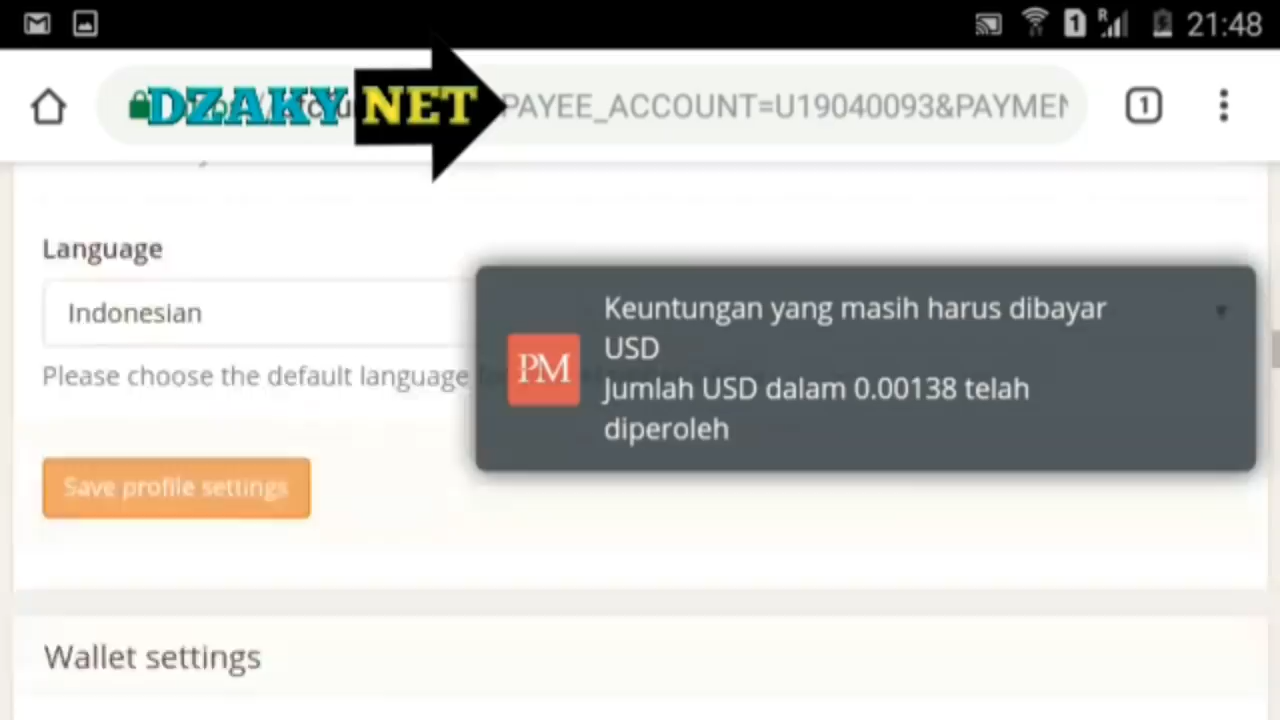 21:48
DZAKY NET
PAYEE_ACCOUNT=U19040093&PAYMEN
1
Language
Indonesian
Please choose the default language
Keuntungan yang masih harus dibayar
USD
PM
Jumlah USD dalam 0.00138 telah
diperoleh
Save profile settings
Wallet settings